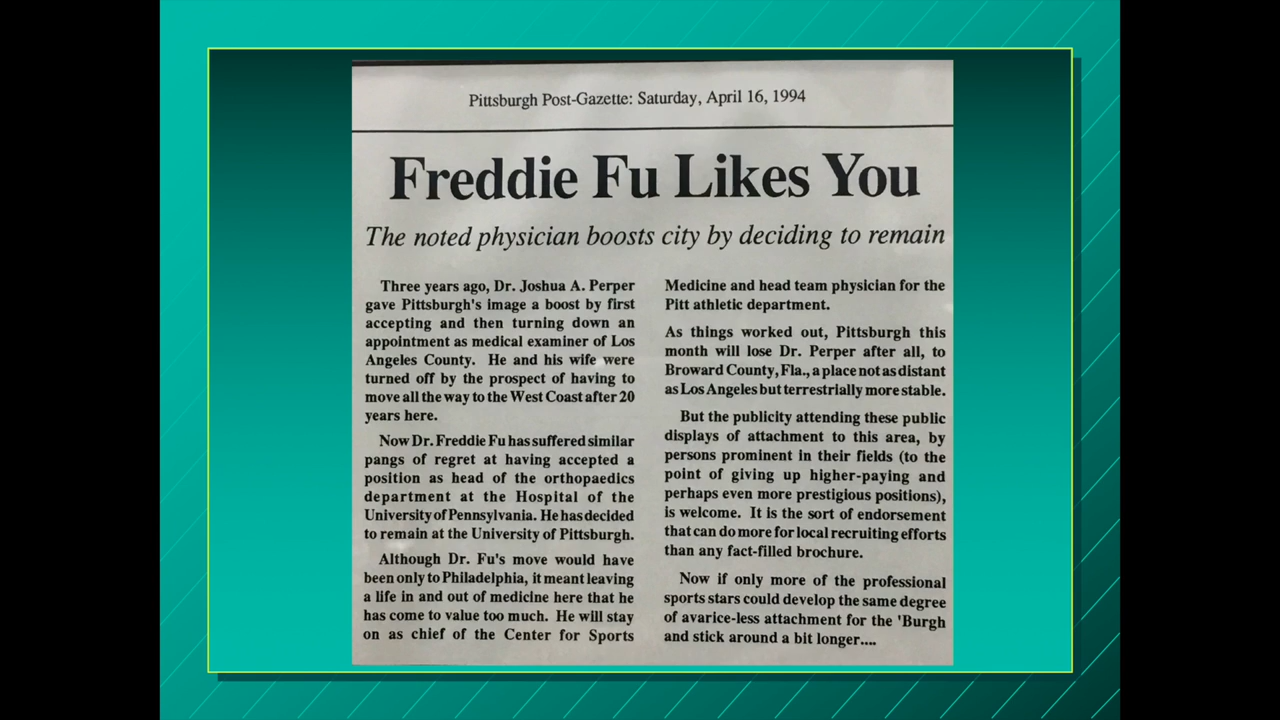 Pittsburgh Post-Gazette: Saturday, April 16, 1994
Freddie Fu Likes You
The noted physician boosts city by deciding to remain
Three years ago, Dr. Joshua A. Perper
gave Pittsburgh's image a boost by first
accepting and then turning down an
appointment as medical examiner of Los
Angeles County. He and his wife were
turned off by the prospect of having to
move all the way to the West Coast after 20
years here.
Now Dr. Freddie Fu has suffered similar
pangs of regret at having accepted a
position as head of the orthopaedics
department at the Hospital of the
University of Pennsylvania. He has decided
to remain at the University of Pittsburgh.
Although Dr. Fu's move would have
been only to Philadelphia, it meant leaving
a life in and out of medicine here that he
has come to value too much. He will stay
on as chief of the Center for Sports
Medicine and head team physician for the
Pitt athletic department.
As things worked out, Pittsburgh this
month will lose Dr. Perper after all, to
Broward County, Fla., a place not as distant
as Los Angeles but terrestrially more stable.
But the publicity attending these public
displays of attachment to this area, by
persons prominent in their fields (to the
point of giving up higher-paying and
perhaps even more prestigious positions),
is welcome. It is the sort of endorsement
that can do more for local recruiting efforts
than any fact-filled brochure.
Now if only more of the professional
sports stars could develop the same degree
of avarice-less attachment for the 'Burgh
and stick around a bit longer....